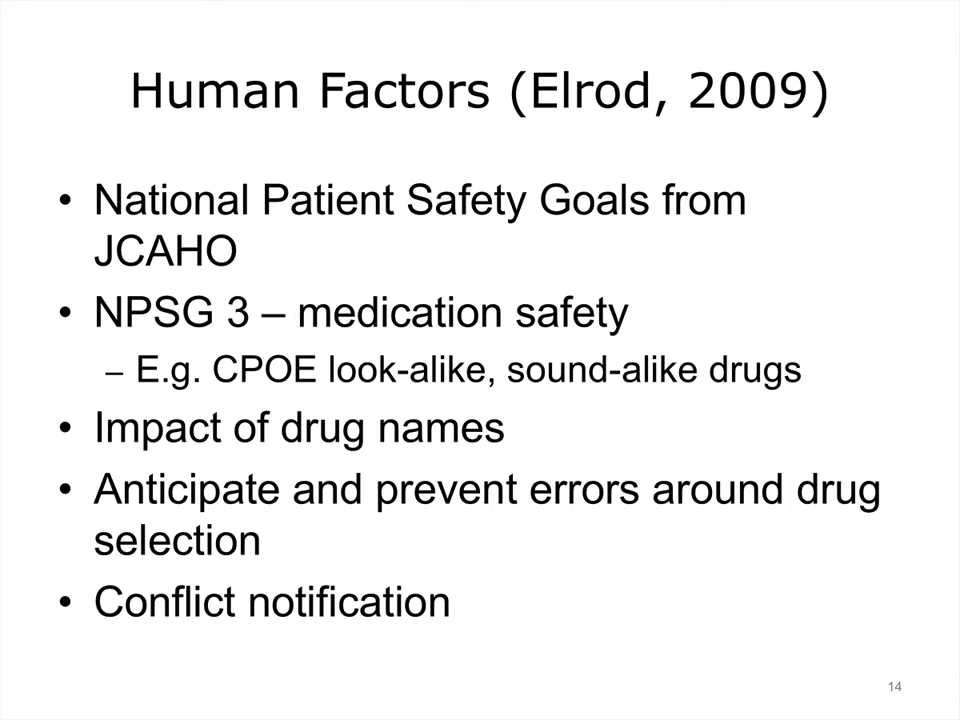 Human Factors (Elrod, 2009)
• National Patient Safety Goals from
JCAHO
• NPSG 3 – medication safety
– E.g. CPOE look-alike, sound-alike drugs
• Impact of drug names
• Anticipate and prevent errors around drug
selection
• Conflict notification
14